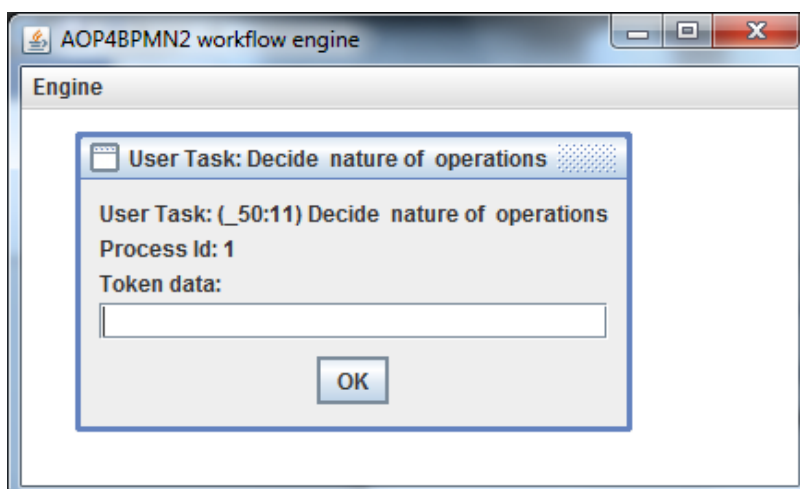 AOP4BPMN2 workflow engine
Engine
User Task: Decide nature of operations
User Task: (_50:11) Decide nature of operations
Process Id: 1
Token data:
OK